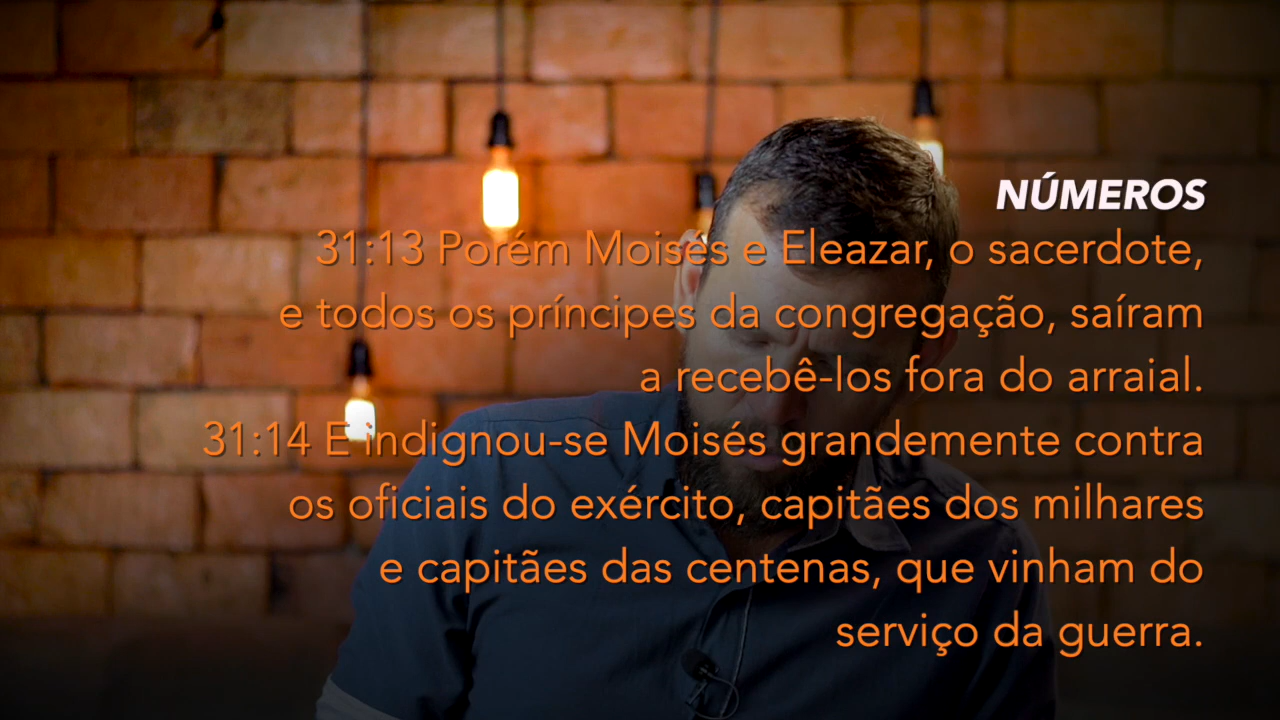 NÚMEROS
31:13 Porém Moisés e Eleazar, o sacerdote,
e todos os príncipes da congregação, saíram
a recebê-los fora do arraial.
31:14 E indignou-se Moisés grandemente contra
os oficiais do exército, capitães dos milhares
e capitães das centenas, que vinham do
serviço da guerra.